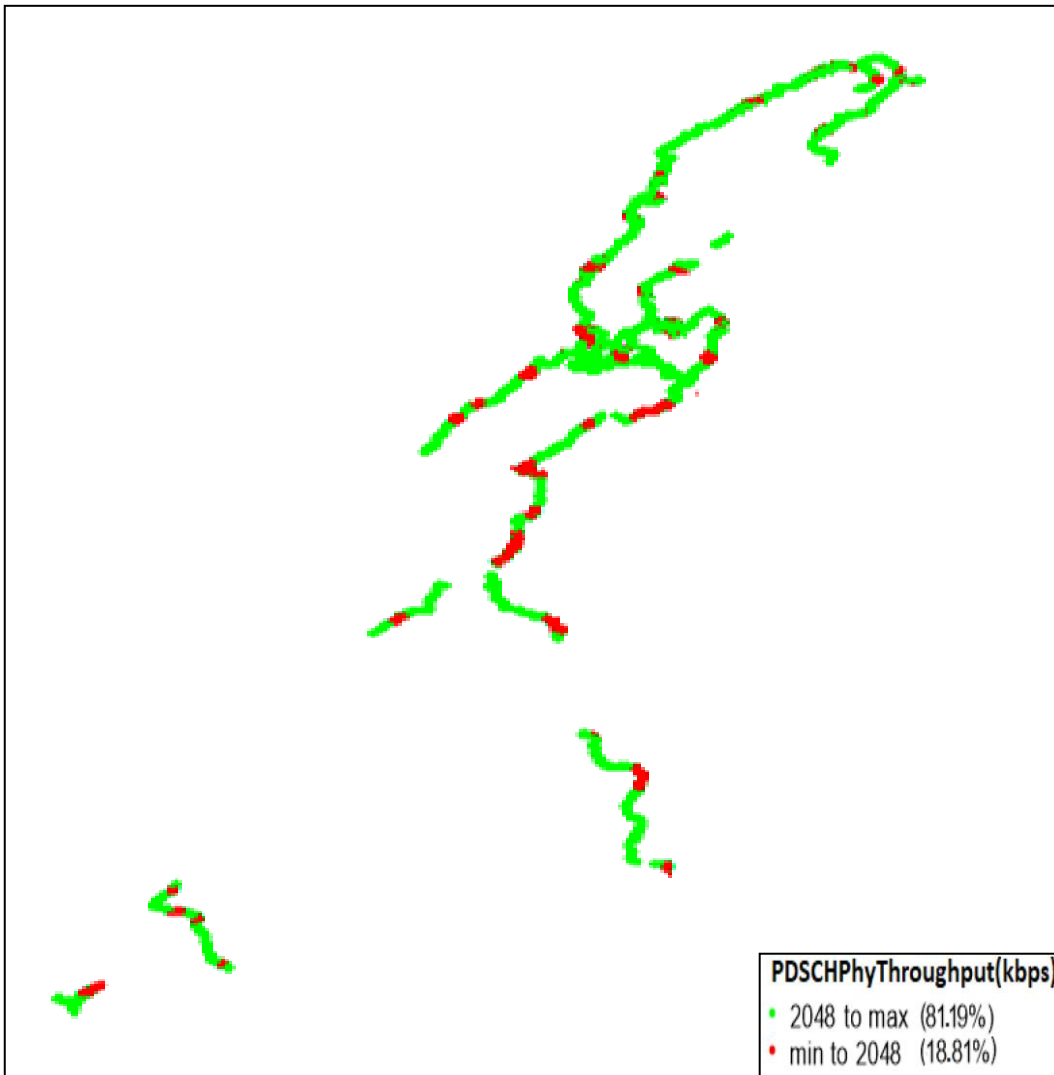 PDSCHPhyThroughput(kbps)
2048 to max (81.19%)
min to 2048 (18.81%)